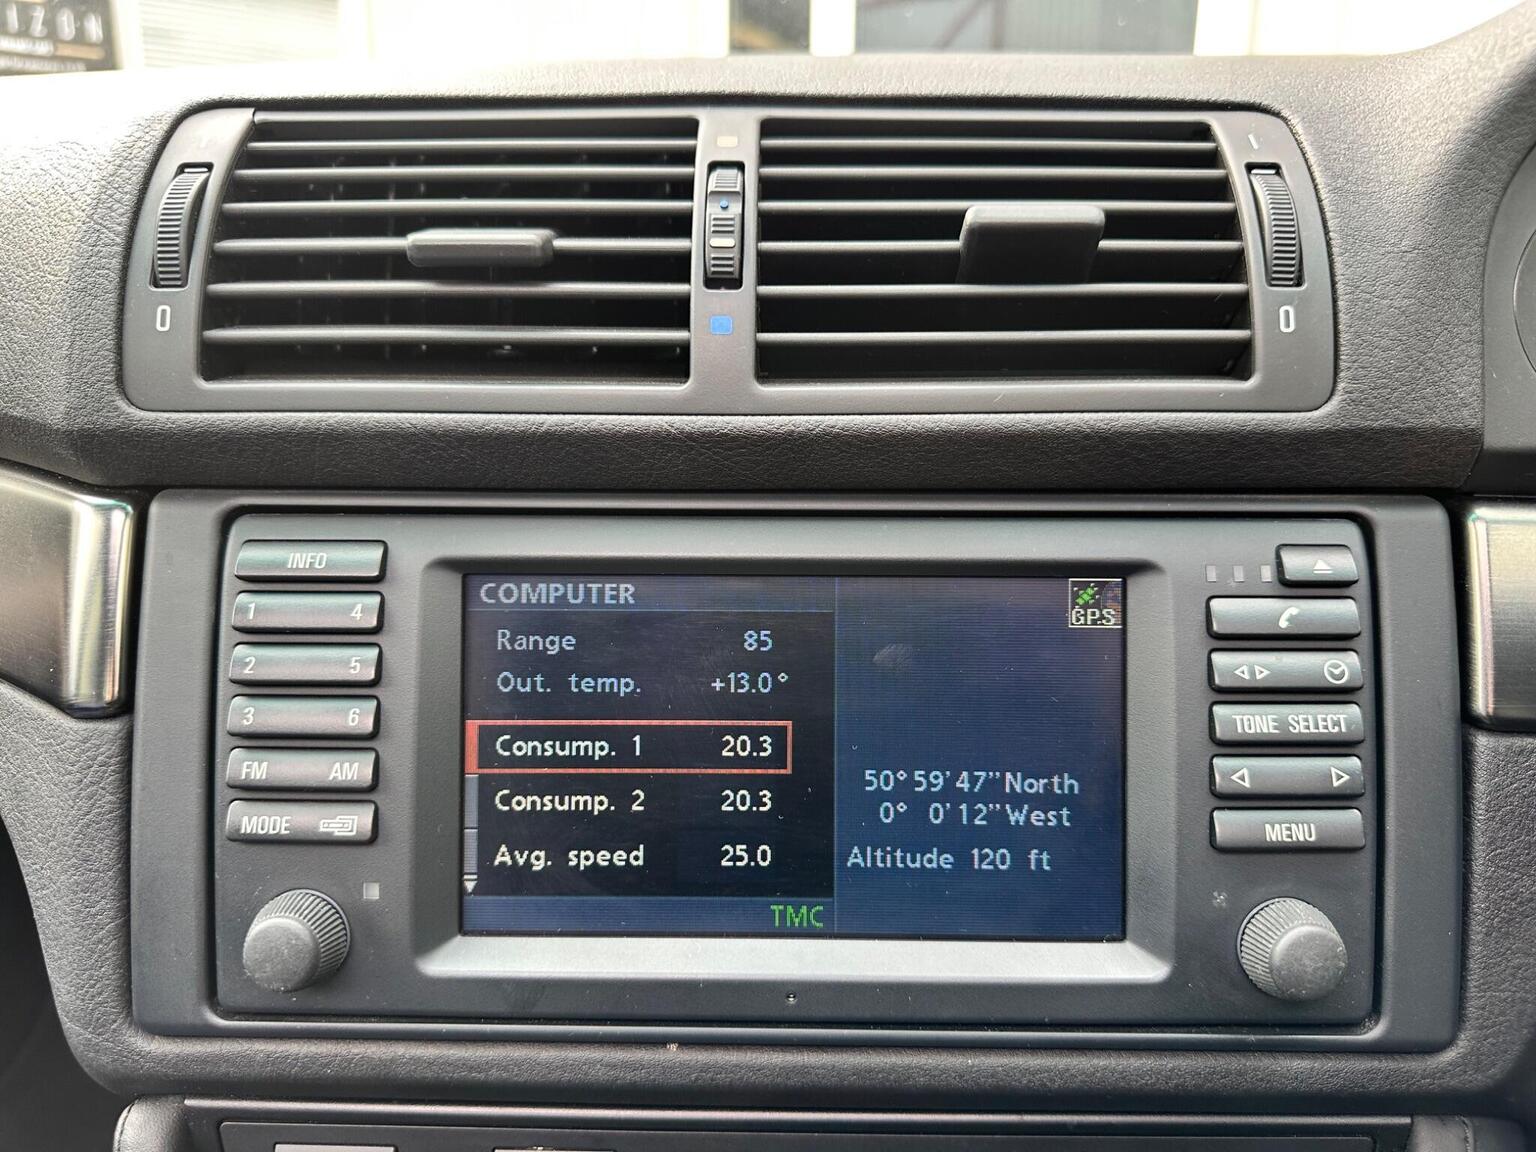 IZON
0
0
INFO
1 4
2 5
3 6
FM AM
MODE
COMPUTER
Range 85
Out. temp. +13.0°
Consump. 1 20.3
Consump. 2 20.3
Avg. speed 25.0
TMC
GPS
50°59'47"North
0° 0'12"West
Altitude 120 ft
TONE SELECT
MENU